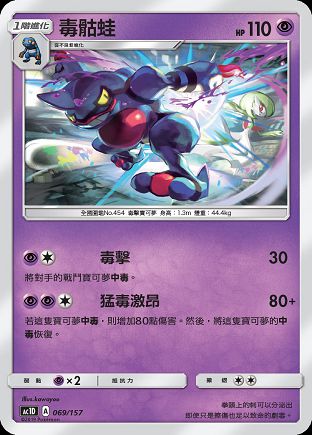 1階進化
毒骷蛙
HP 110
從不良蛙進化
全國圖鑑No.454 毒擊寶可夢 身高：1.3m 體重：44.4kg
毒擊 30
將對手的戰鬥寶可夢中毒。
猛毒激昂 80+
若這隻寶可夢中毒，則增加80點傷害。然後，將這隻寶可夢的中
毒恢復。
弱點 ×2 抵抗力 撤退
Illus.kawayoo
AC1D A 069/157
©2019 Pokémon
拳頭上的刺可以分泌出
即使只是擦傷也足以致命的劇毒。